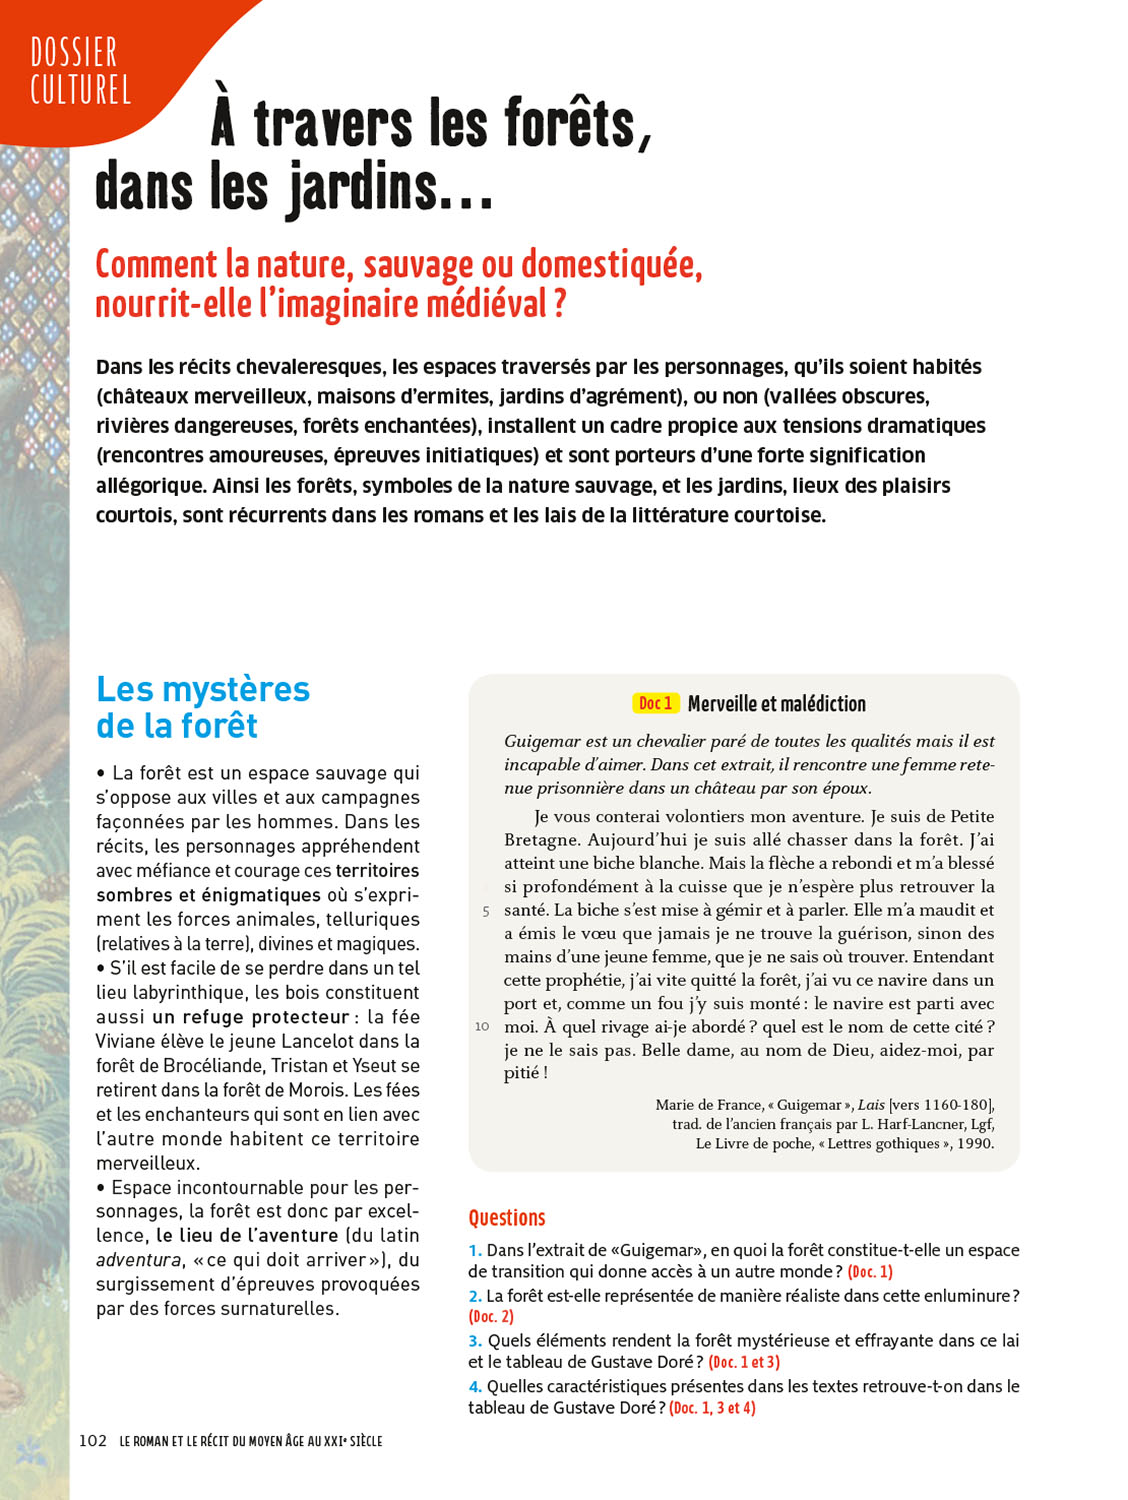 DOSSIER
CULTUREL
À travers les forêts,
dans les jardins…
Comment la nature, sauvage ou domestiquée,
nourrit-elle l'imaginaire médiéval ?
Dans les récits chevaleresques, les espaces traversés par les personnages, qu'ils soient habités
(châteaux merveilleux, maisons d'ermites, jardins d'agrément), ou non (vallées obscures,
rivières dangereuses, forêts enchantées), installent un cadre propice aux tensions dramatiques
(rencontres amoureuses, épreuves initiatiques) et sont porteurs d'une forte signification
allégorique. Ainsi les forêts, symboles de la nature sauvage, et les jardins, lieux des plaisirs
courtois, sont récurrents dans les romans et les lais de la littérature courtoise.
Les mystères
de la forêt
• La forêt est un espace sauvage qui
s'oppose aux villes et aux campagnes
façonnées par les hommes. Dans les
récits, les personnages appréhendent
avec méfiance et courage ces territoires
sombres et énigmatiques où s'expri-
ment les forces animales, telluriques
(relatives à la terre), divines et magiques.
• S'il est facile de se perdre dans un tel
lieu labyrinthique, les bois constituent
aussi un refuge protecteur : la fée
Viviane élève le jeune Lancelot dans la
forêt de Brocéliande, Tristan et Yseut se
retirent dans la forêt de Morois. Les fées
et les enchanteurs qui sont en lien avec
l'autre monde habitent ce territoire
merveilleux.
• Espace incontournable pour les per-
sonnages, la forêt est donc par excel-
lence, le lieu de l'aventure (du latin
adventura, « ce qui doit arriver »), du
surgissement d'épreuves provoquées
par des forces surnaturelles.
Doc 1 Merveille et malédiction
Guigemar est un chevalier paré de toutes les qualités mais il est
incapable d'aimer. Dans cet extrait, il rencontre une femme rete-
nue prisonnière dans un château par son époux.
Je vous conterai volontiers mon aventure. Je suis de Petite
Bretagne. Aujourd'hui je suis allé chasser dans la forêt. J'ai
atteint une biche blanche. Mais la flèche a rebondi et m'a blessé
si profondément à la cuisse que je n'espère plus retrouver la
5 santé. La biche s'est mise à gémir et à parler. Elle m'a maudit et
a émis le vœu que jamais je ne trouve la guérison, sinon des
mains d'une jeune femme, que je ne sais où trouver. Entendant
cette prophétie, j'ai vite quitté la forêt, j'ai vu ce navire dans un
port et, comme un fou j'y suis monté : le navire est parti avec
10 moi. À quel rivage ai-je abordé ? quel est le nom de cette cité ?
je ne le sais pas. Belle dame, au nom de Dieu, aidez-moi, par
pitié !
Marie de France, « Guigemar », Lais [vers 1160-180],
trad. de l'ancien français par L. Harf-Lancner, Lgf,
Le Livre de poche, « Lettres gothiques », 1990.
Questions
1. Dans l'extrait de «Guigemar», en quoi la forêt constitue-t-elle un espace
de transition qui donne accès à un autre monde ? (Doc. 1)
2. La forêt est-elle représentée de manière réaliste dans cette enluminure ?
(Doc. 2)
3. Quels éléments rendent la forêt mystérieuse et effrayante dans ce lai
et le tableau de Gustave Doré ? (Doc. 1 et 3)
4. Quelles caractéristiques présentes dans les textes retrouve-t-on dans le
tableau de Gustave Doré ? (Doc. 1, 3 et 4)
102 LE ROMAN ET LE RÉCIT DU MOYEN ÂGE AU XXIe SIÈCLE